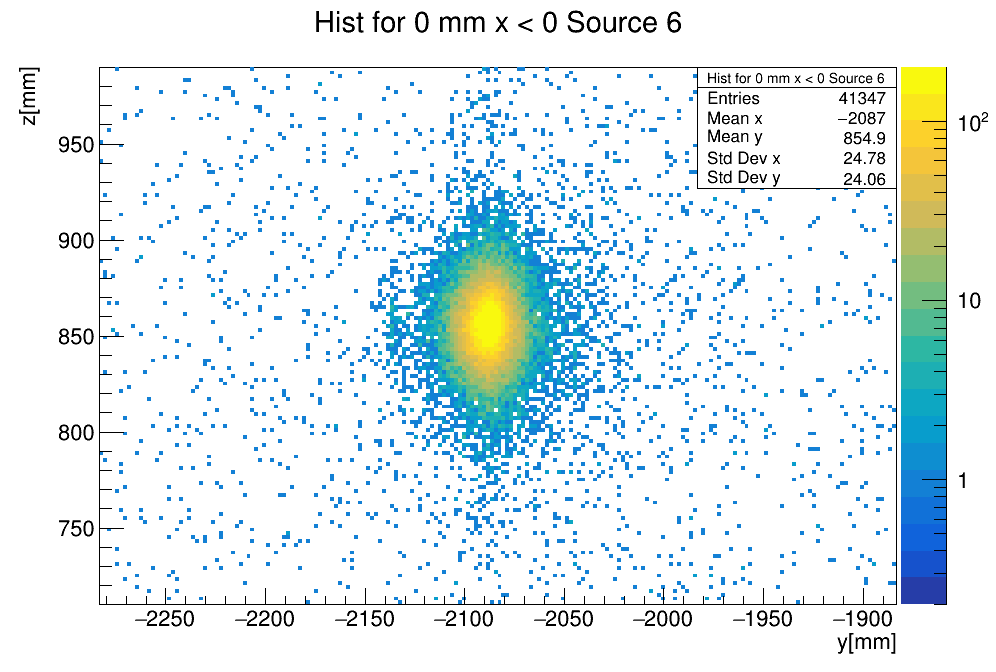 Hist for 0 mm x < 0 Source 6
z[mm]
Hist for 0 mm x < 0 Source 6
Entries 41347
Mean x −2087
Mean y 854.9
Std Dev x 24.78
Std Dev y 24.06
950
900
850
800
750
10²
10
1
−2250 −2200 −2150 −2100 −2050 −2000 −1950 −1900
y[mm]